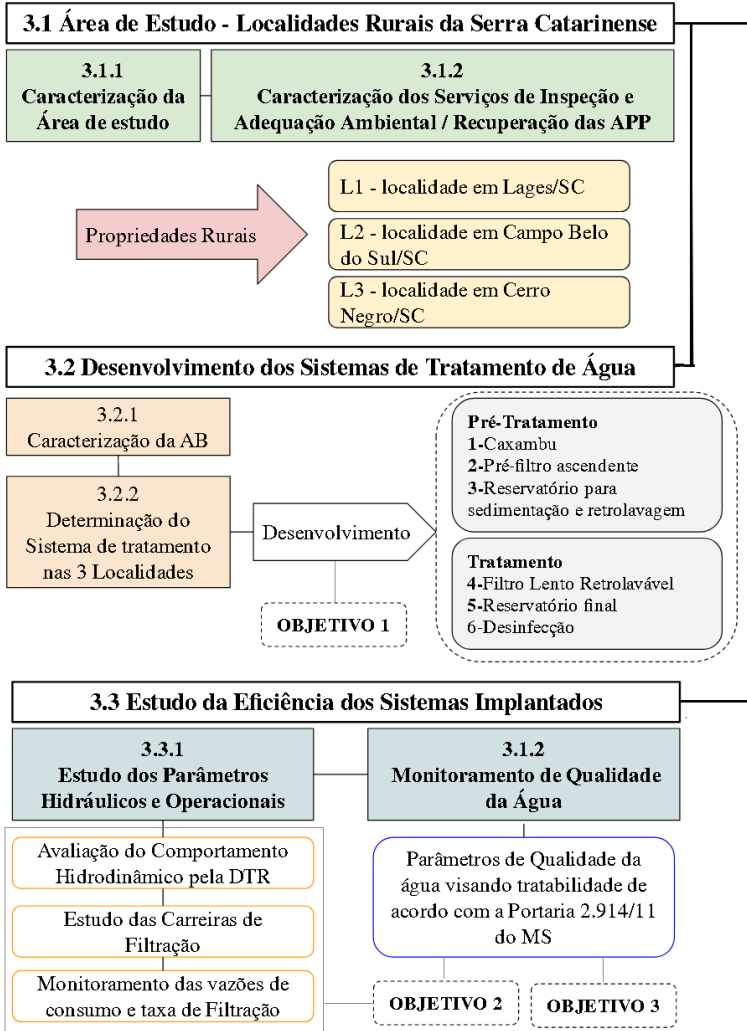 3.1 Área de Estudo - Localidades Rurais da Serra Catarinense
3.1.1
Caracterização da
Área de estudo
3.1.2
Caracterização dos Serviços de Inspeção e
Adequação Ambiental / Recuperação das APP
Propriedades Rurais
L1 - localidade em Lages/SC
L2 - localidade em Campo Belo
do Sul/SC
L3 - localidade em Cerro
Negro/SC
3.2 Desenvolvimento dos Sistemas de Tratamento de Água
3.2.1
Caracterização da AB
3.2.2
Determinação do
Sistema de tratamento
nas 3 Localidades
Desenvolvimento
OBJETIVO 1
Pré-Tratamento
1-Caxambu
2-Pré-filtro ascendente
3-Reservatório para
sedimentação e retrolavagem
Tratamento
4-Filtro Lento Retrolavável
5-Reservatório final
6-Desinfecção
3.3 Estudo da Eficiência dos Sistemas Implantados
3.3.1
Estudo dos Parâmetros
Hidráulicos e Operacionais
Avaliação do Comportamento
Hidrodinâmico pela DTR
Estudo das Carreiras de
Filtração
Monitoramento das vazões de
consumo e taxa de Filtração
3.1.2
Monitoramento de Qualidade
da Água
Parâmetros de Qualidade da
água visando tratabilidade de
acordo com a Portaria 2.914/11
do MS
OBJETIVO 2
OBJETIVO 3